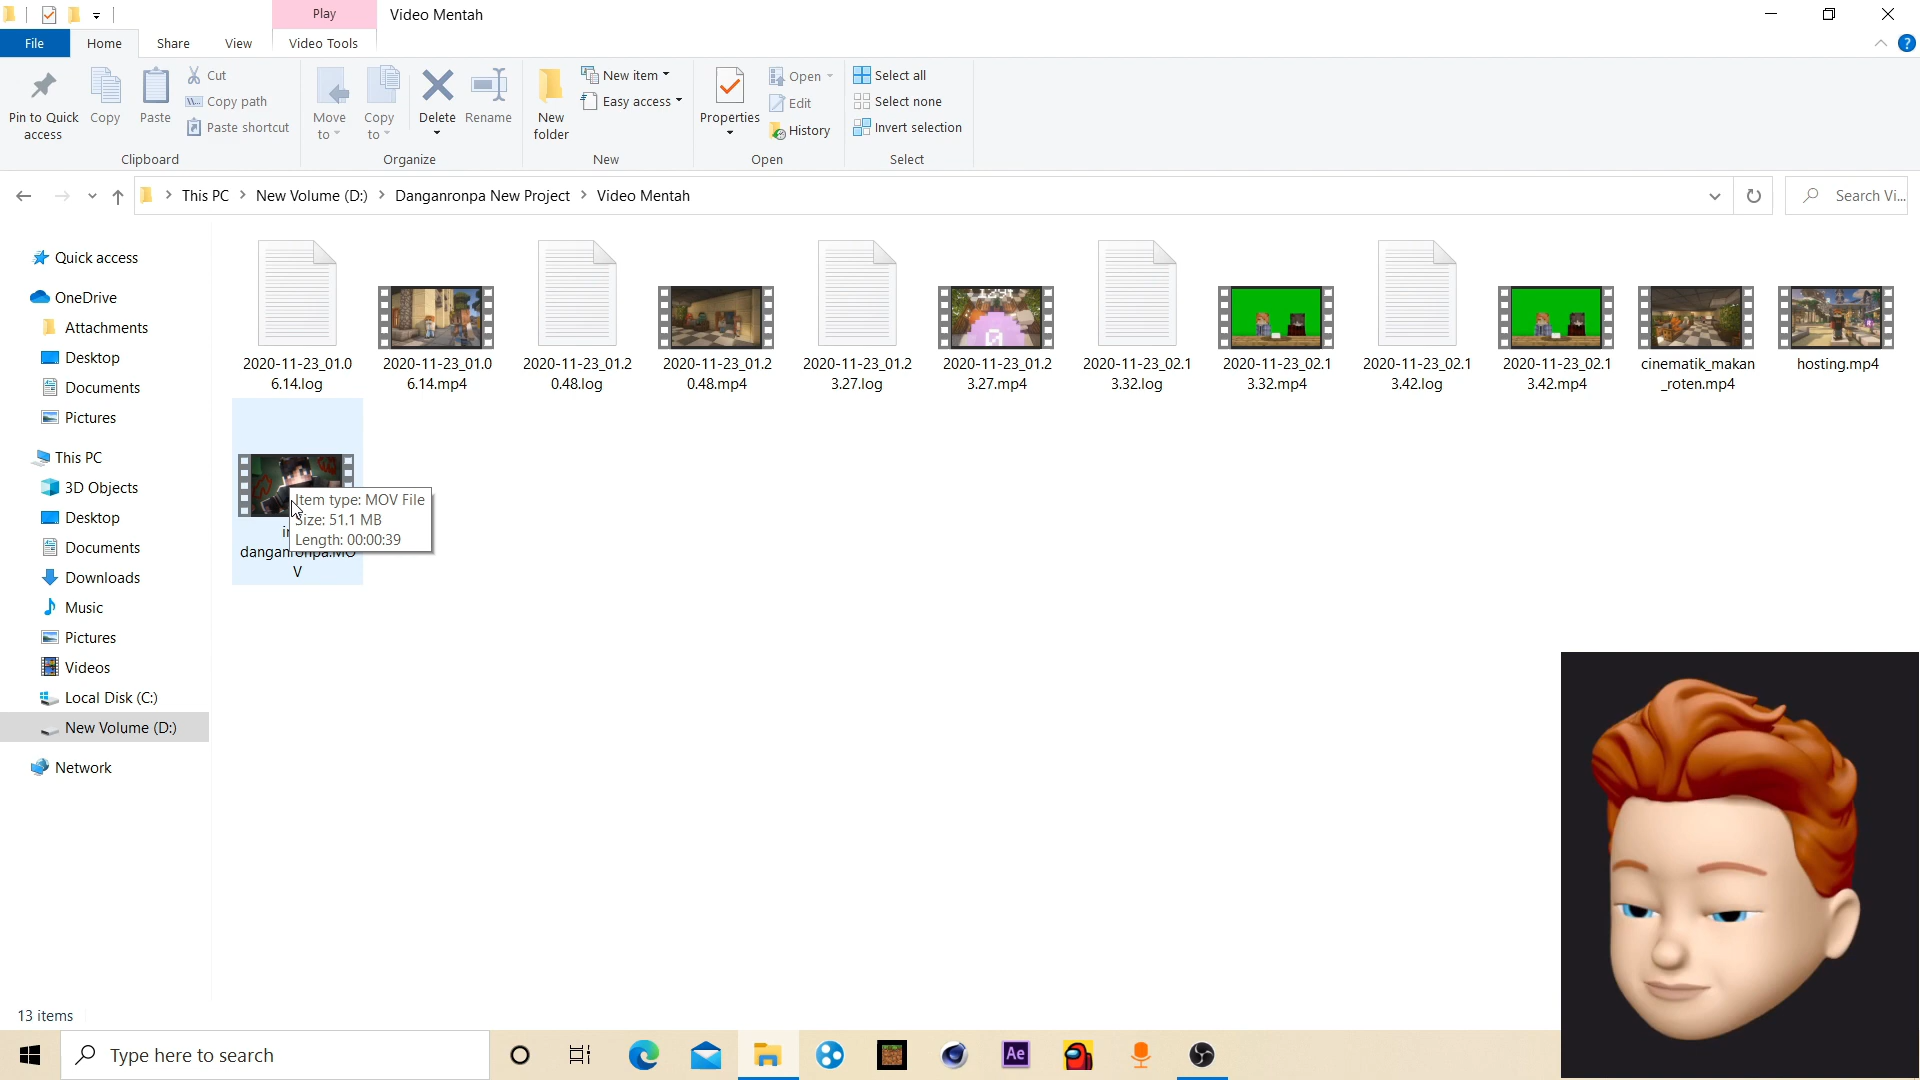 Play
Video Mentah
File
Home
Share
View
Video Tools
Pin to Quick access
Copy
Paste
Cut
Copy path
Paste shortcut
Clipboard
Move to
Copy to
Delete
Rename
Organize
New folder
New item
Easy access
New
Properties
Open
Edit
History
Open
Select all
Select none
Invert selection
Select
This PC
New Volume (D:)
Danganronpa New Project
Video Mentah
Search Vi...
Quick access
OneDrive
Attachments
Desktop
Documents
Pictures
This PC
3D Objects
Desktop
Documents
Downloads
Music
Pictures
Videos
Local Disk (C:)
New Volume (D:)
Network
2020-11-23_01.0
6.14.log
2020-11-23_01.0
6.14.mp4
2020-11-23_01.2
0.48.log
2020-11-23_01.2
0.48.mp4
2020-11-23_01.2
3.27.log
2020-11-23_01.2
3.27.mp4
2020-11-23_02.1
3.32.log
2020-11-23_02.1
3.32.mp4
2020-11-23_02.1
3.42.log
2020-11-23_02.1
3.42.mp4
cinematik_makan
_roten.mp4
hosting.mp4
danganronpa.MO
V
Item type: MOV File
Size: 51.1 MB
Length: 00:00:39
13 items
Type here to search
Ae